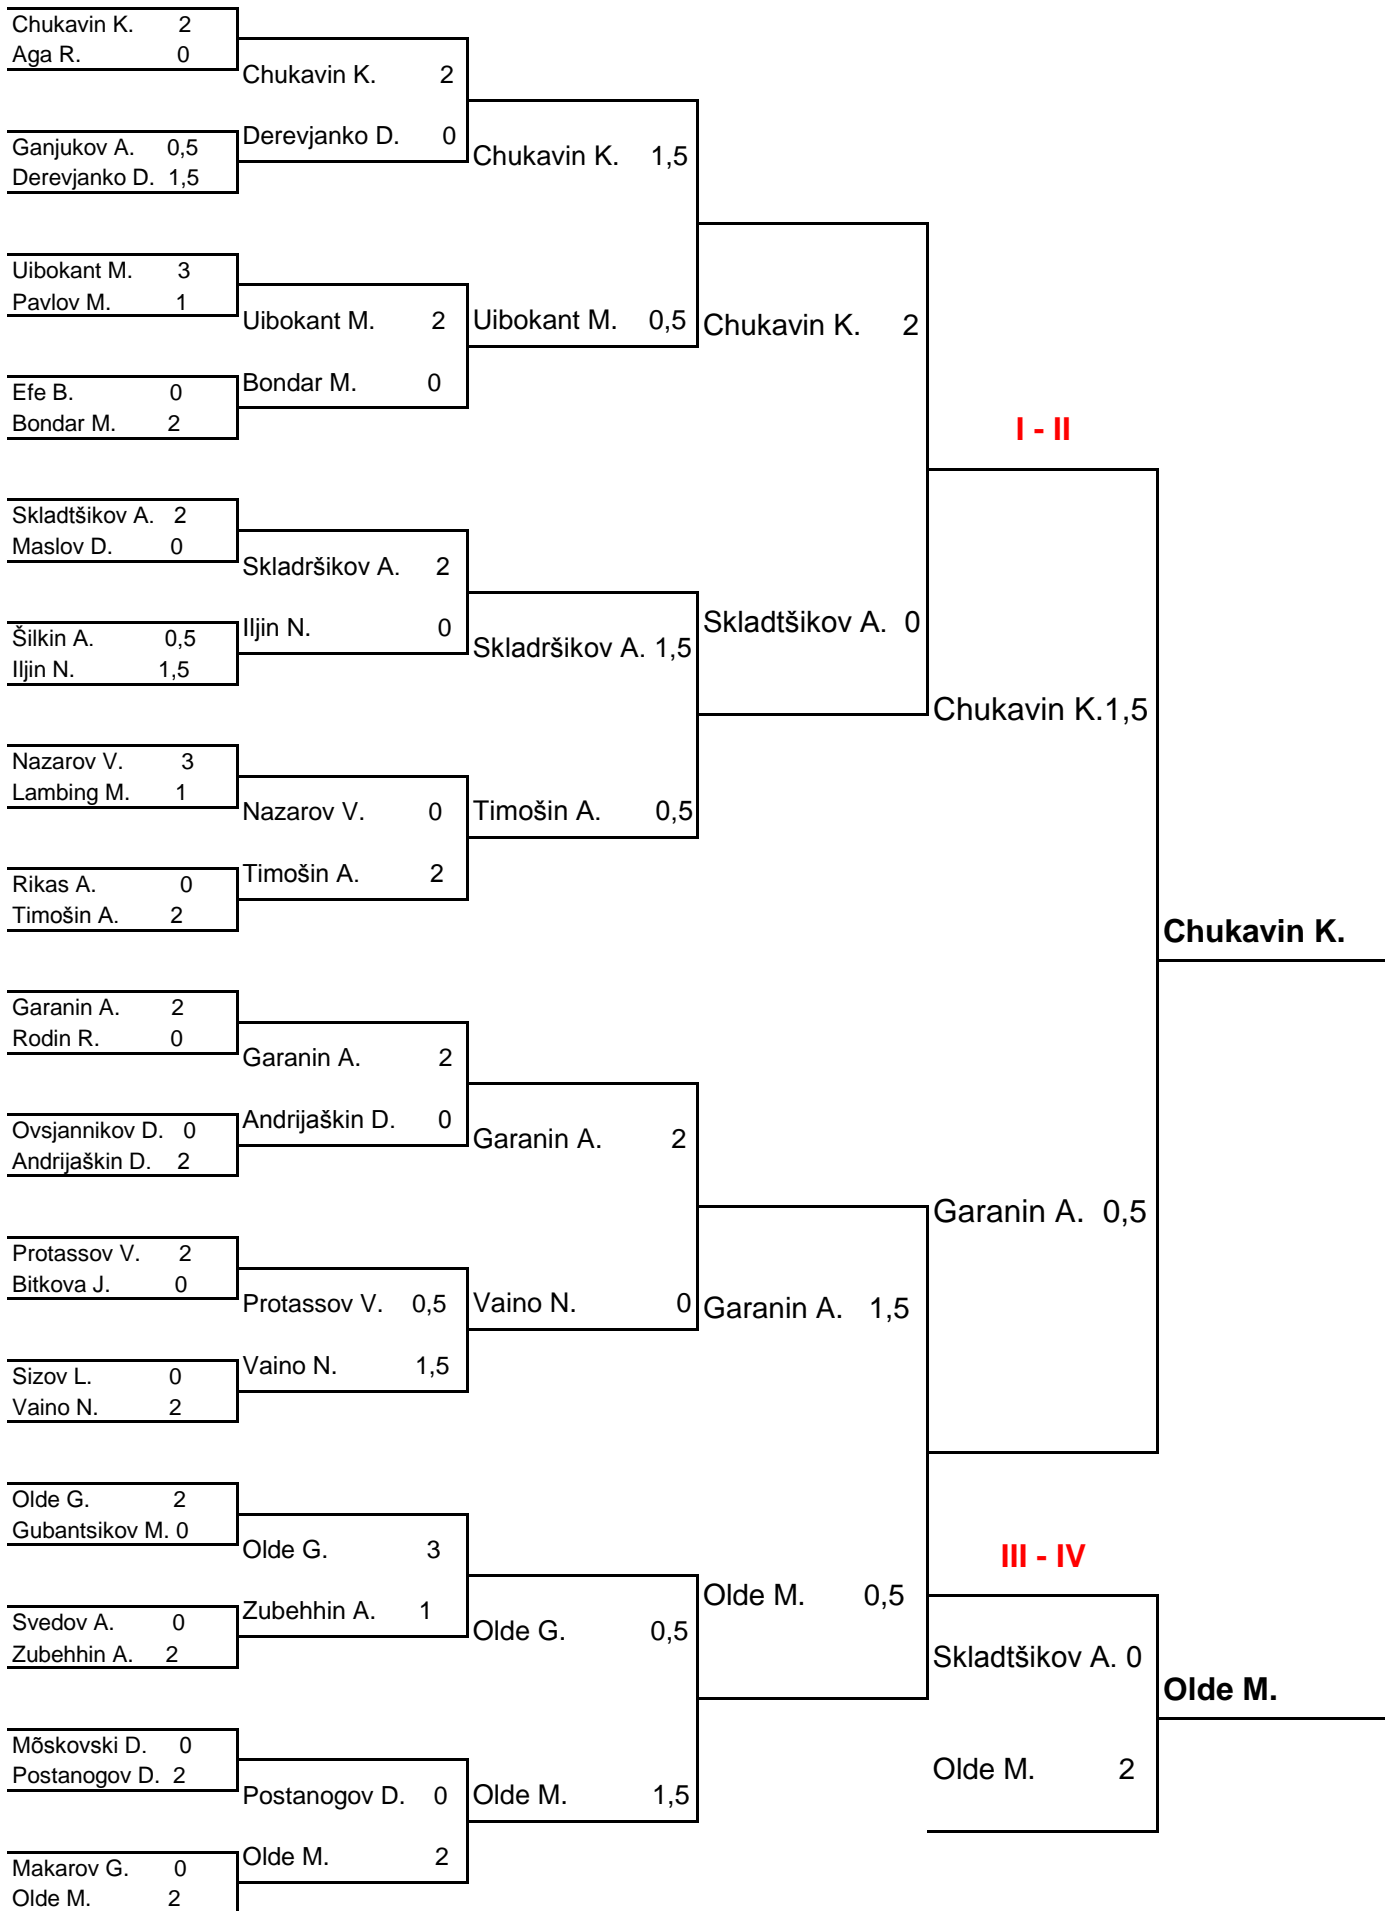 Chukavin K. 2
Aga R. 0
Ganjukov A. 0,5
Derevjanko D. 1,5
Uibokant M. 3
Pavlov M. 1
Efe B. 0
Bondar M. 2
Skladtšikov A. 2
Maslov D. 0
Šilkin A. 0,5
Iljin N. 1,5
Nazarov V. 3
Lambing M. 1
Rikas A. 0
Timošin A. 2
Garanin A. 2
Rodin R. 0
Ovsjannikov D. 0
Andrijaškin D. 2
Protassov V. 2
Bitkova J. 0
Sizov L. 0
Vaino N. 2
Olde G. 2
Gubantsikov M. 0
Svedov A. 0
Zubehhin A. 2
Mõskovski D. 0
Postanogov D. 2
Makarov G. 0
Olde M. 2
Chukavin K. 2
Derevjanko D. 0
Uibokant M. 2
Bondar M. 0
Skladršikov A. 2
Iljin N. 0
Nazarov V. 0
Timošin A. 2
Garanin A. 2
Andrijaškin D. 0
Protassov V. 0,5
Vaino N. 1,5
Olde G. 3
Zubehhin A. 1
Postanogov D. 0
Olde M. 2
Chukavin K. 1,5
Uibokant M. 0,5
Skladršikov A. 1,5
Timošin A. 0,5
Garanin A. 2
Vaino N. 0
Olde G. 0,5
Olde M. 1,5
Chukavin K. 2
Skladtšikov A. 0
Garanin A. 1,5
Olde M. 0,5
I - II
Chukavin K.1,5
Garanin A. 0,5
III - IV
Skladtšikov A. 0
Olde M. 2
Chukavin K.
Olde M.